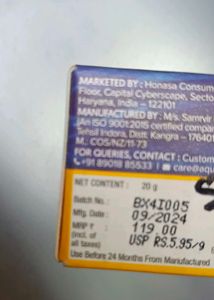 MARKETED BY : Honasa Consum
Floor, Capital Cyberscape, Secto
Haryana, India – 122101
MANUFACTURED BY : M/s. Samrvir
An ISO 9001:2015 certified compan
Tehsil Indora, Distt. Kangra – 17640
M.. COS/NZ/11-73
FOR QUERIES, CONTACT : Custom
+91 89018 85533
care@aqu
NET CONTENT : 20 g
Batch No.: BX4I005
Mfg. Date: 09/2024
MRP ₹ : 119.00
(incl. of
all taxes) USP RS.5.95/9
Use Before 24 Months From Manufactured